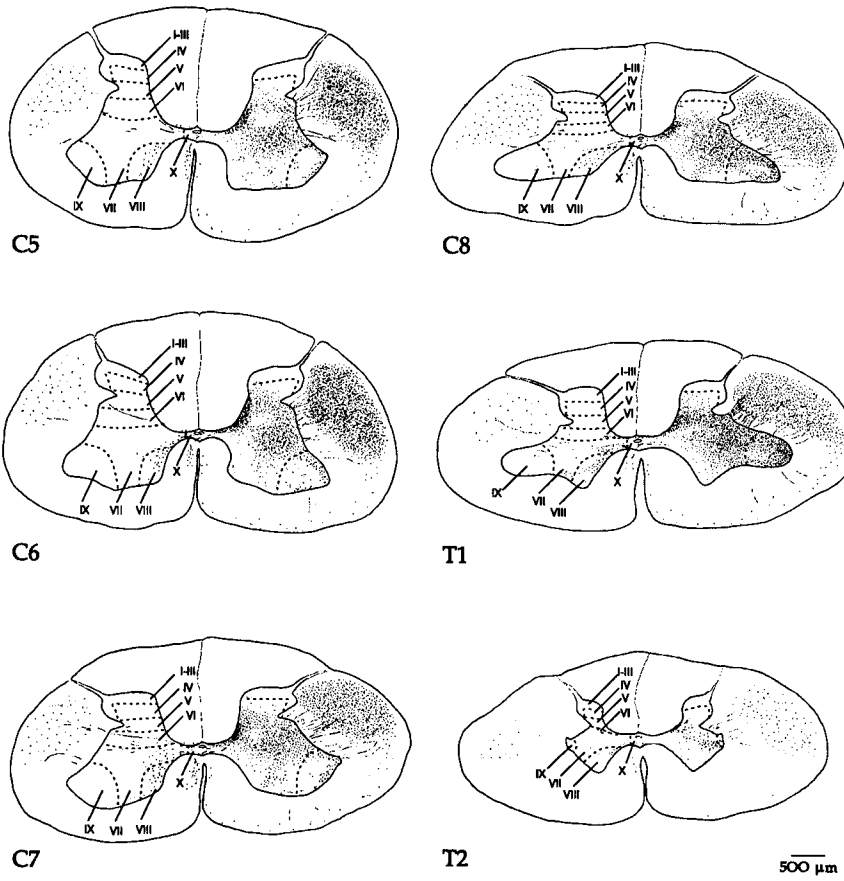 I-III
IV
V
VI
X
IX VII VIII
C5
I-III
IV
V
VI
X
IX VII VIII
C8
I-III
IV
V
VI
X
IX VII VIII
C6
I-III
IV
V
VI
X
IX VII
VIII
T1
I-III
IV
V
VI
X
IX VII VIII
C7
I-III
IV
V
VI
IX
VII
VIII
X
T2
500 µm